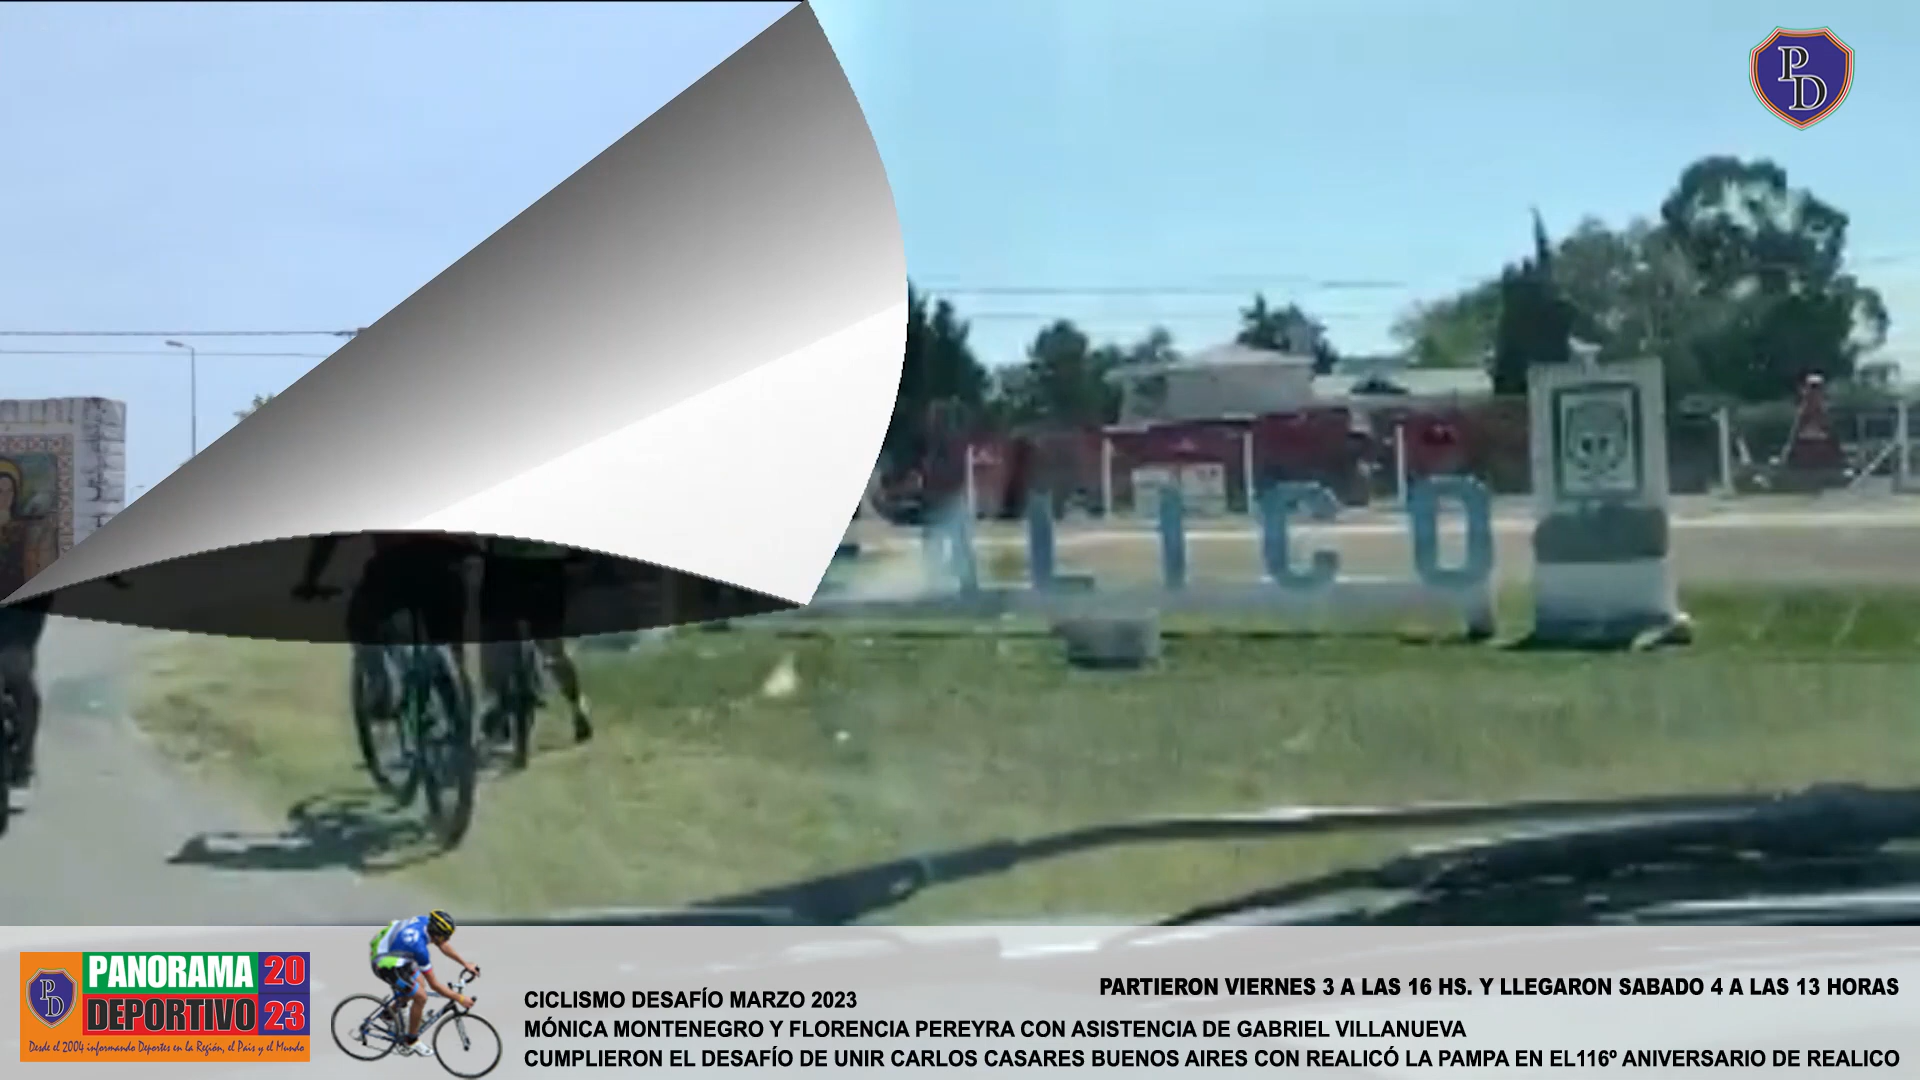 PD
ALICO
PANORAMA 20
DEPORTIVO 23
PD
Desde el 2004 informando Deportes en la Región, el País y el Mundo
PARTIERON VIERNES 3 A LAS 16 HS. Y LLEGARON SABADO 4 A LAS 13 HORAS
CICLISMO DESAFÍO MARZO 2023
MÓNICA MONTENEGRO Y FLORENCIA PEREYRA CON ASISTENCIA DE GABRIEL VILLANUEVA
CUMPLIERON EL DESAFÍO DE UNIR CARLOS CASARES BUENOS AIRES CON REALICÓ LA PAMPA EN EL116º ANIVERSARIO DE REALICO